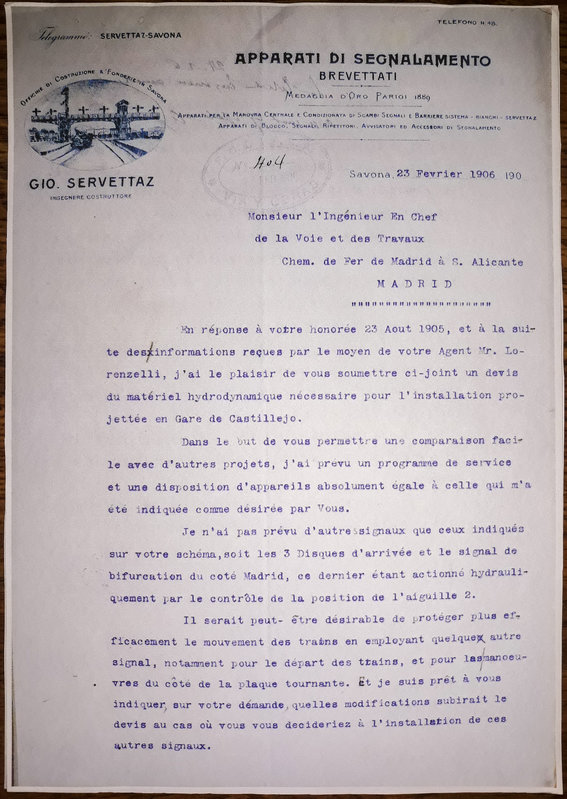 TELEFONO N. 48.
Telegrammi: SERVETTAZ-SAVONA
APPARATI DI SEGNALAMENTO
BREVETTATI
MEDAGLIA D'ORO PARIGI 1889
OFFICINE DI COSTRUZIONE E FONDERIE IN SAVONA
APPARATI PER LA MANOVRA CENTRALE E CONDIZIONATA DI SCAMBI SEGNALI E BARRIERE SISTEMA - BIANCHI - SERVETTAZ
APPARATI DI BLOCCO, SEGNALI, RIPETITORI, AVVISATORI ED ACCESSORI DI SEGNALAMENTO
404
GIO. SERVETTAZ
INGEGNERE COSTRUTTORE
Savona, 23 Fevrier 1906 190
Monsieur l'Ingénieur En Chef
de la Voie et des Travaux
Chem. de Fer de Madrid à S. Alicante
MADRID
En réponse à votre honorée 23 Aout 1905, et à la sui-
te des informations reçues par le moyen de votre Agent Mr. Lo-
renzelli, j'ai le plaisir de vous soumettre ci-joint un devis
du matériel hydrodynamique nécessaire pour l'installation pro-
jettée en Gare de Castillejo.
Dans le but de vous permettre une comparaison faci-
le avec d'autres projets, j'ai prévu un programme de service
et une disposition d'appareils absolument égale à celle qui m'a
été indiquée comme désirée par Vous.
Je n'ai pas prévu d'autre signaux que ceux indiqués
sur votre schéma, soit les 3 Disques d'arrivée et le signal de
bifurcation du coté Madrid, ce dernier étant actionné hydrauli-
quement par le contrôle de la position de l'aiguille 2.
Il serait peut- être désirable de protéger plus ef-
ficacement le mouvement des trains en employant quelque autre
signal, notamment pour le départ des trains, et pour las manoeu-
vres du côté de la plaque tournante. Et je suis prêt à vous
indiquer, sur votre démande, quelles modifications subirait le
devis au cas où vous vous decideriez à l'installation de ces
autres signaux.